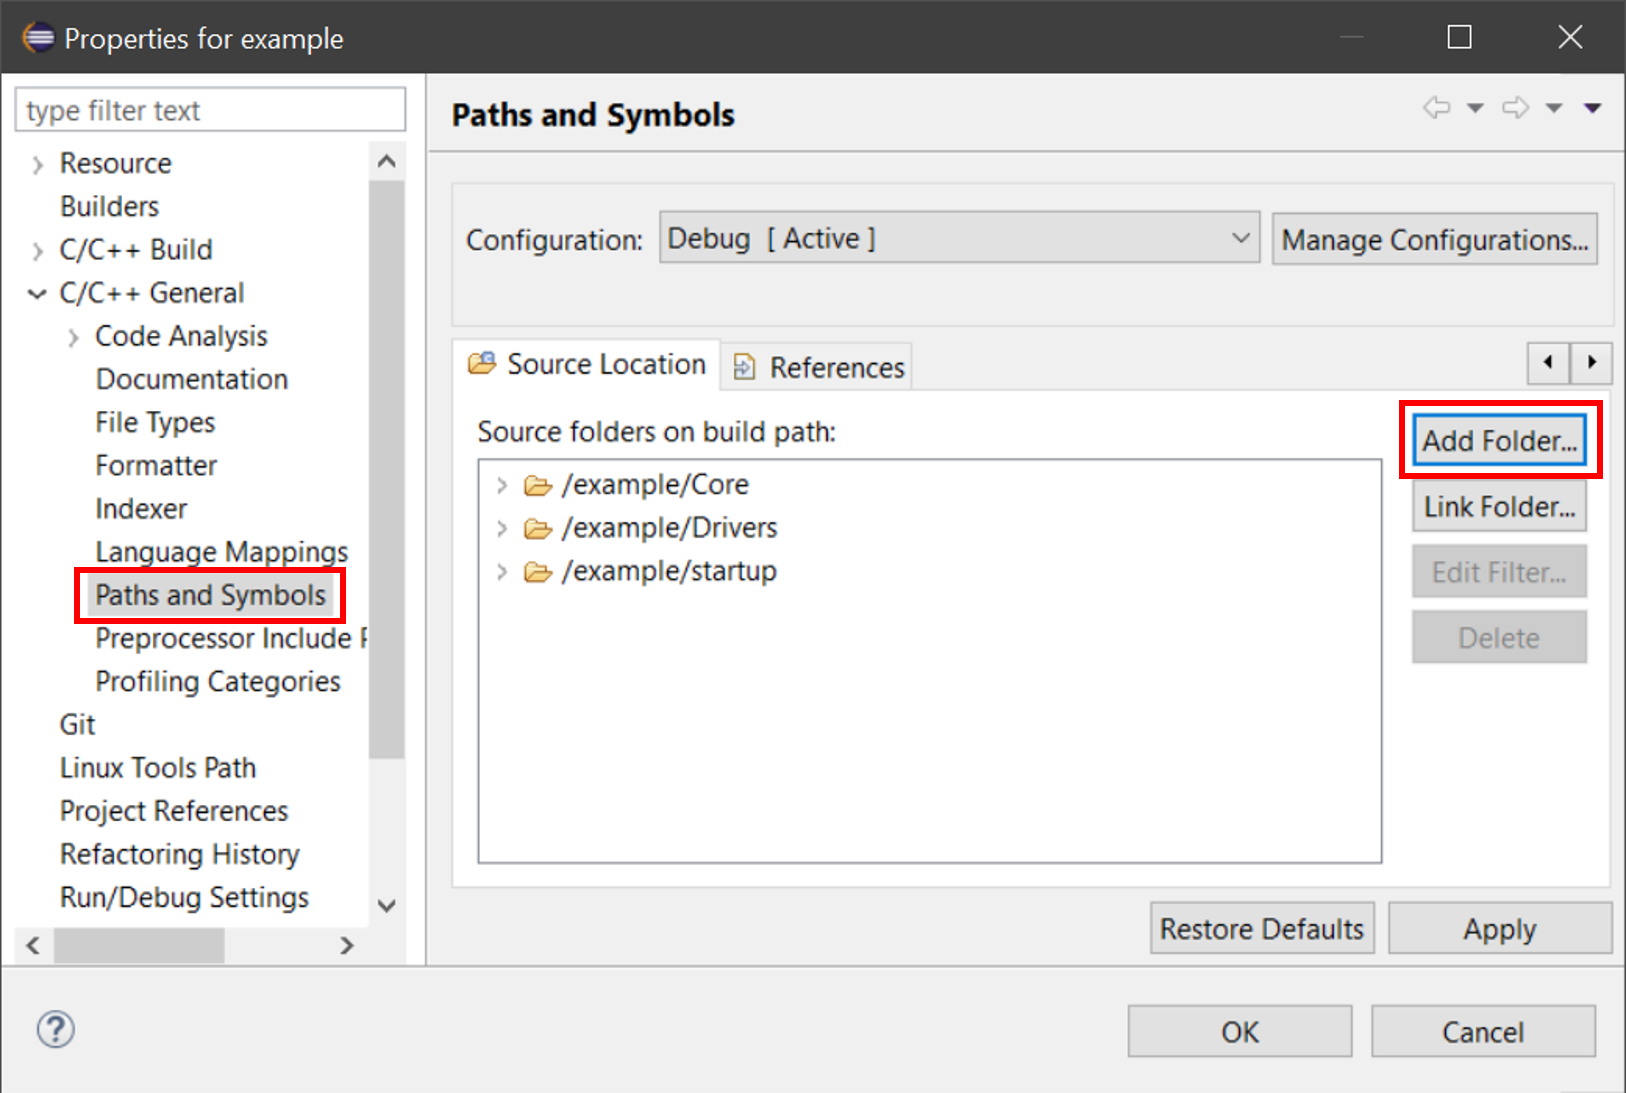 Properties for example
type filter text
Resource
Builders
C/C++ Build
C/C++ General
Code Analysis
Documentation
File Types
Formatter
Indexer
Language Mappings
Paths and Symbols
Preprocessor Include
Profiling Categories
Git
Linux Tools Path
Project References
Refactoring History
Run/Debug Settings
Paths and Symbols
Configuration: Debug [ Active ] Manage Configurations...
Source Location References
Source folders on build path:
/example/Core
/example/Drivers
/example/startup
Add Folder...
Link Folder...
Edit Filter...
Delete
Restore Defaults Apply
? OK Cancel